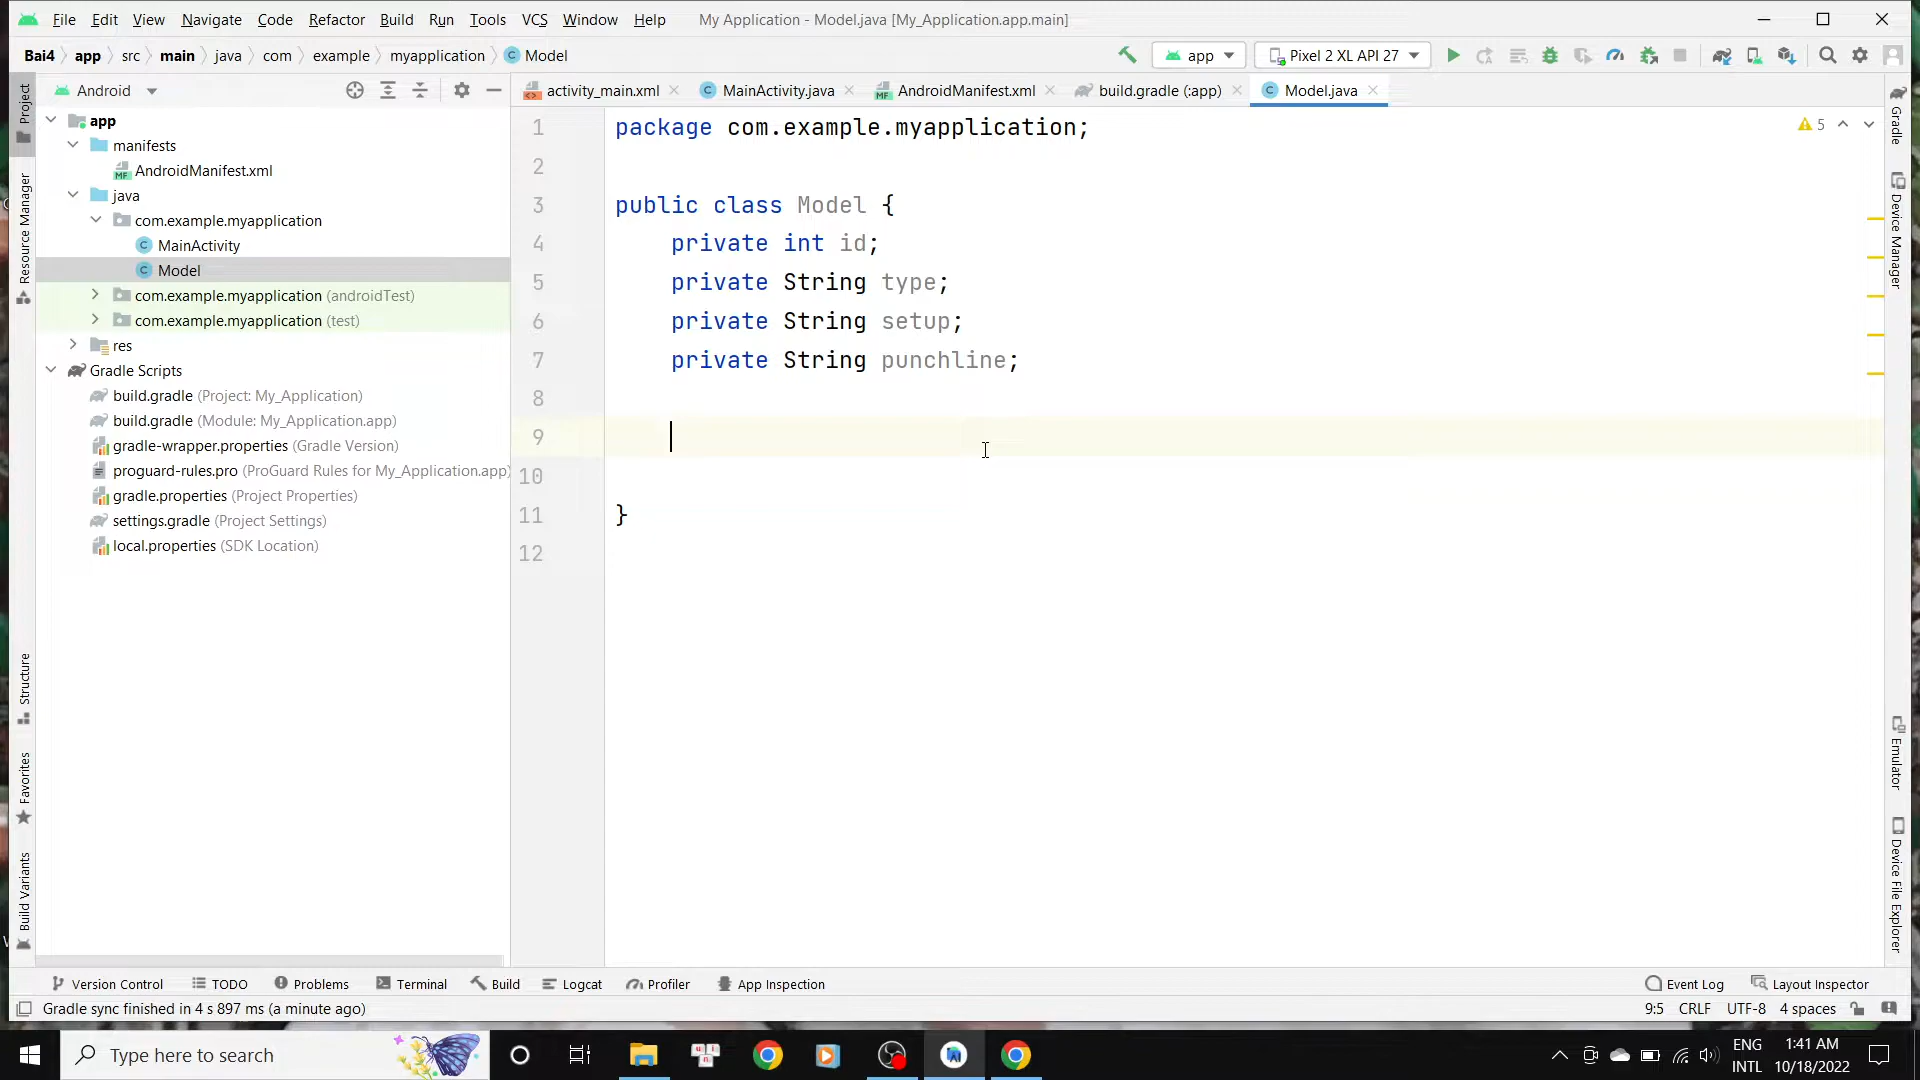 File Edit View Navigate Code Refactor Build Run Tools VCS Window Help My Application - Model.java [My_Application.app.main]
Bai4 app src main java com example myapplication Model app Pixel 2 XL API 27
Android
activity_main.xml MainActivity.java AndroidManifest.xml build.gradle (:app) Model.java
Project
Resource Manager
Structure
Favorites
Build Variants
app
manifests
AndroidManifest.xml
java
com.example.myapplication
MainActivity
Model
com.example.myapplication (androidTest)
com.example.myapplication (test)
res
Gradle Scripts
build.gradle (Project: My_Application)
build.gradle (Module: My_Application.app)
gradle-wrapper.properties (Gradle Version)
proguard-rules.pro (ProGuard Rules for My_Application.app)
gradle.properties (Project Properties)
settings.gradle (Project Settings)
local.properties (SDK Location)
1 package com.example.myapplication;
2
3 public class Model {
4 private int id;
5 private String type;
6 private String setup;
7 private String punchline;
8
9
10
11 }
12
5
Gradle
Device Manager
Emulator
Device File Explorer
Version Control TODO Problems Terminal Build Logcat Profiler App Inspection Event Log Layout Inspector
Gradle sync finished in 4 s 897 ms (a minute ago) 9:5 CRLF UTF-8 4 spaces
Type here to search
ENG
INTL
1:41 AM
10/18/2022